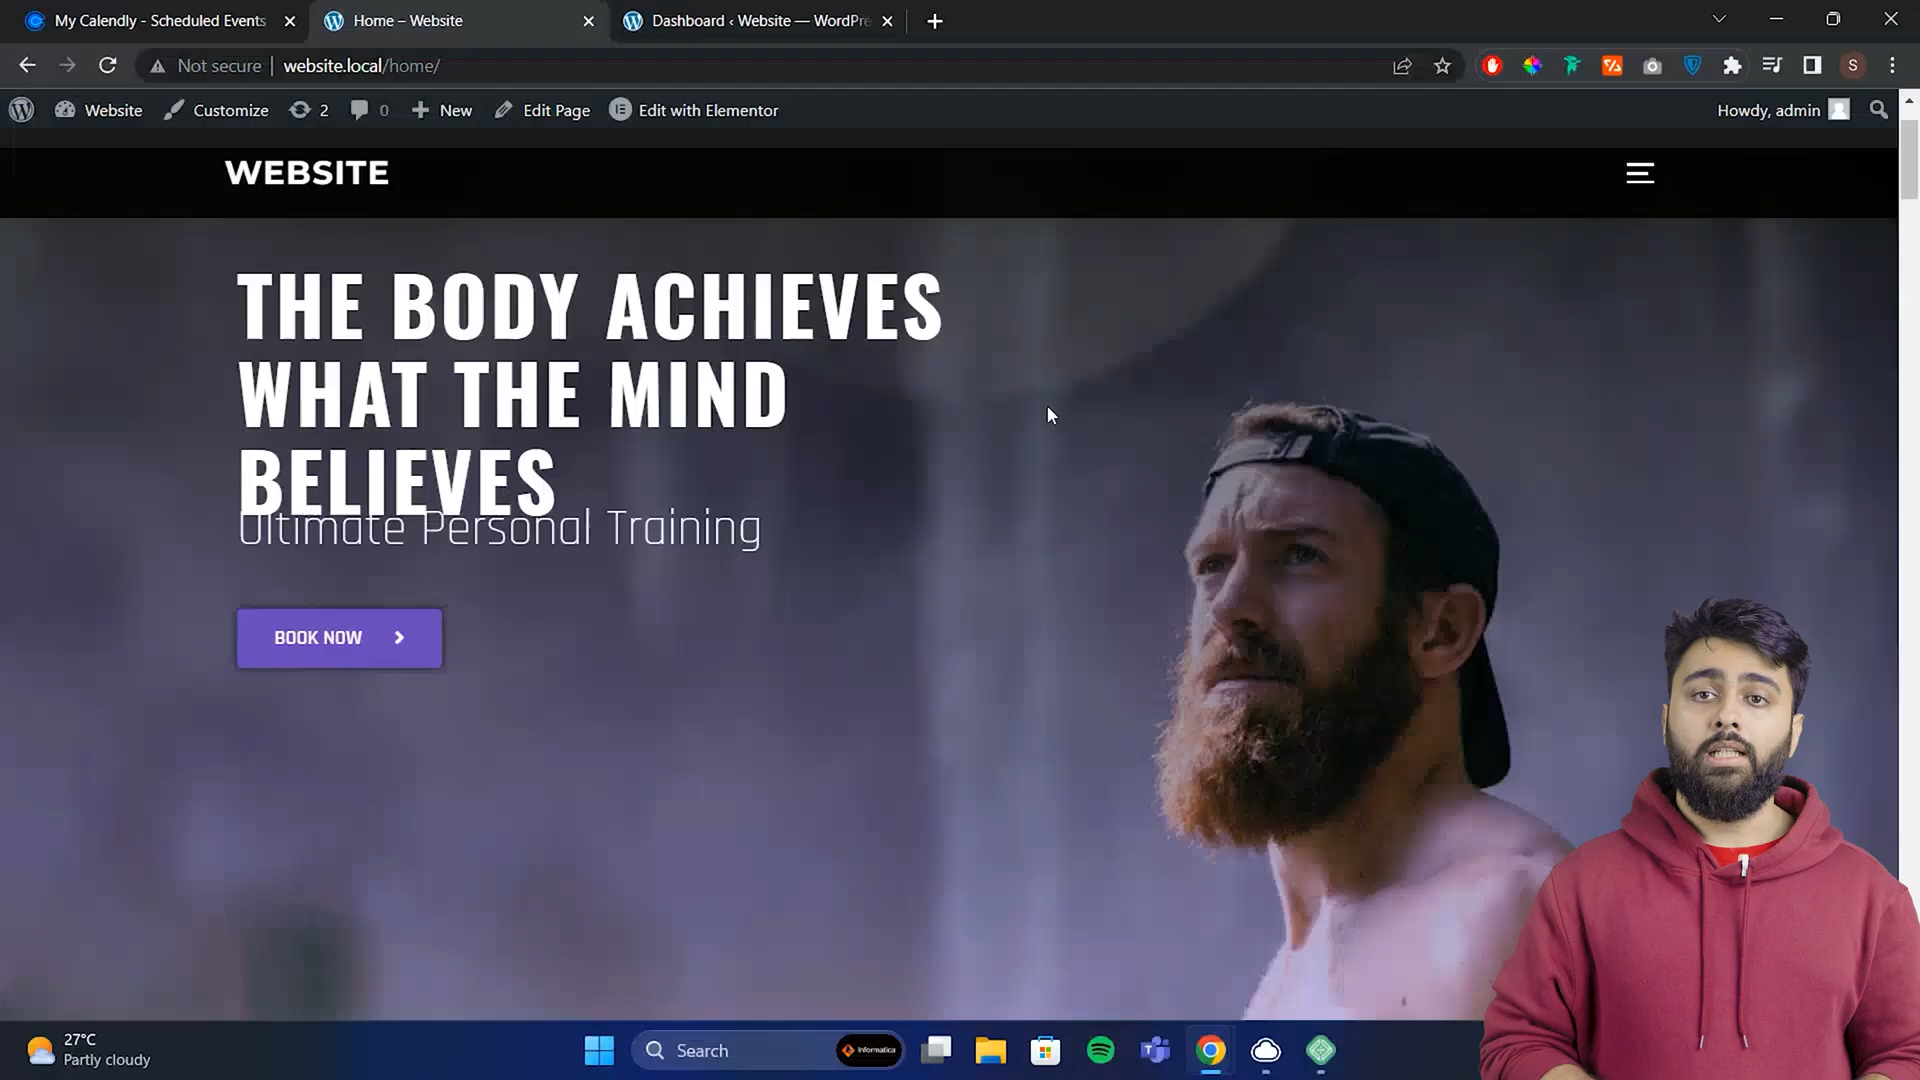 My Calendly - Scheduled Events
Home – Website
Dashboard ‹ Website — WordPre
Not secure
website.local/home/
S
Website
Customize
2
0
New
Edit Page
Edit with Elementor
Howdy, admin
WEBSITE
THE BODY ACHIEVES
WHAT THE MIND
BELIEVES
Ultimate Personal Training
BOOK NOW
27°C
Partly cloudy
Search
Informatica